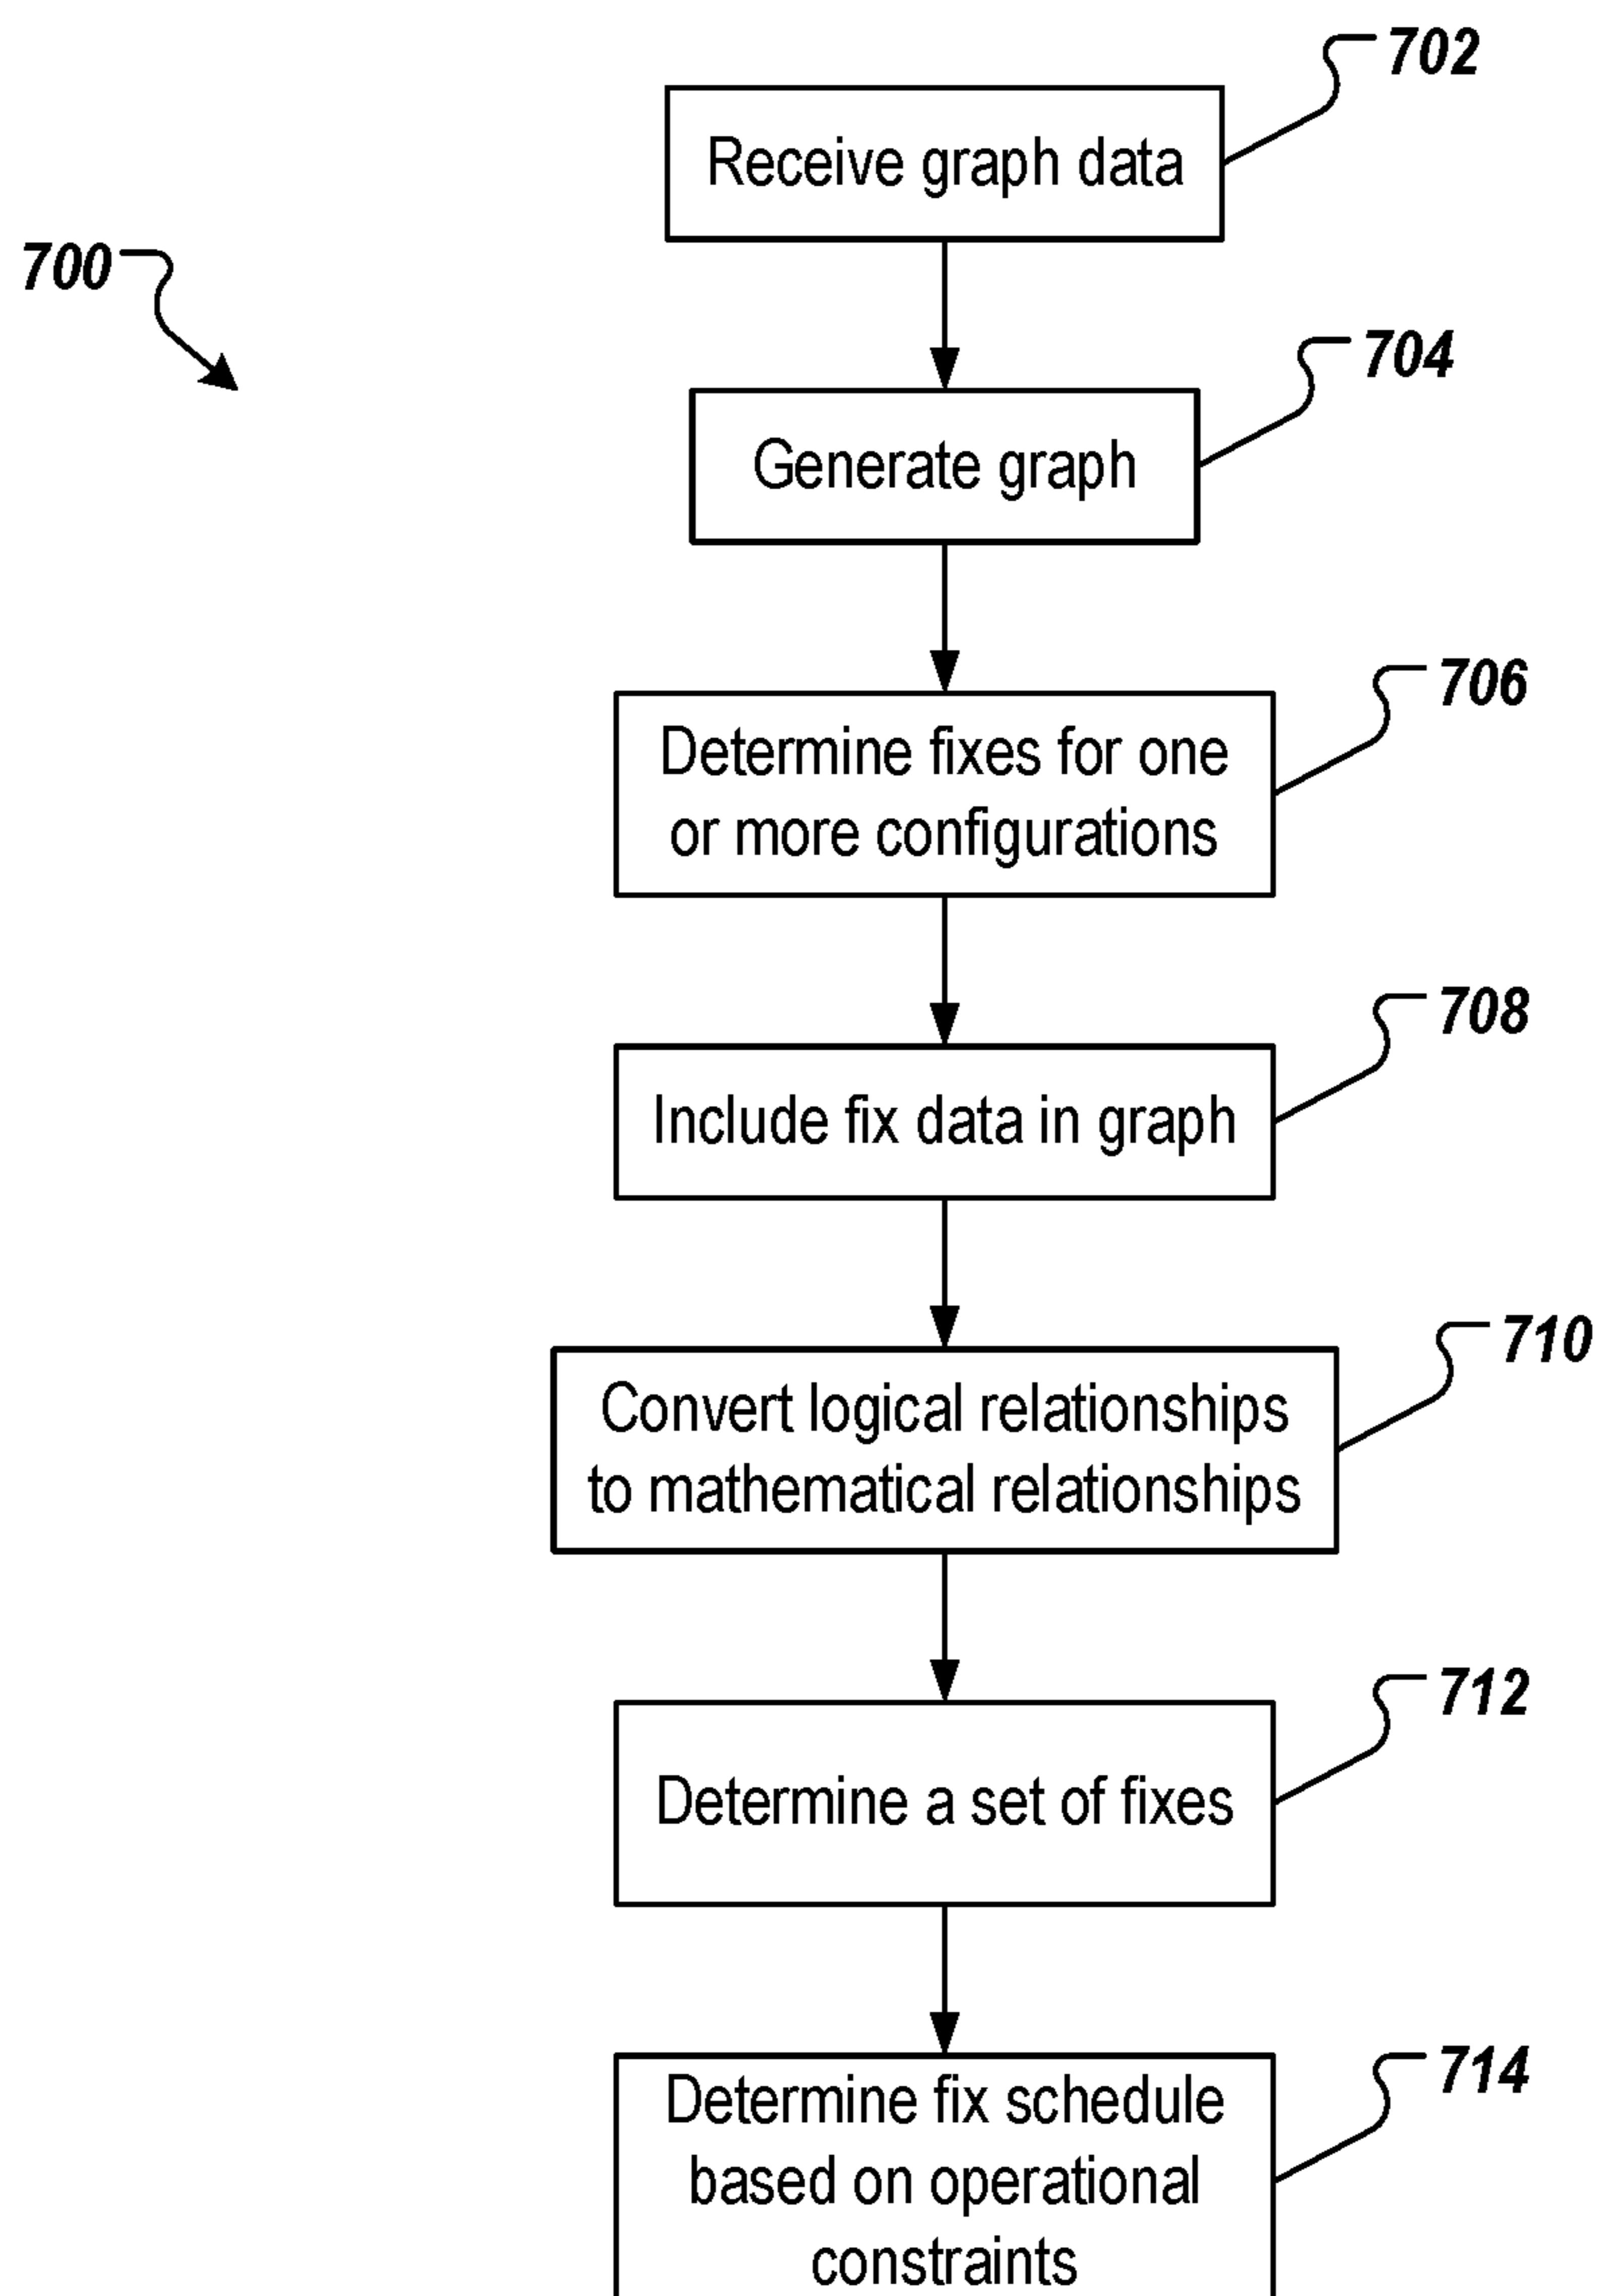 702
Receive graph data
700
704
Generate graph
706
Determine fixes for one
or more configurations
708
Include fix data in graph
710
Convert logical relationships
to mathematical relationships
712
Determine a set of fixes
714
Determine fix schedule
based on operational
constraints